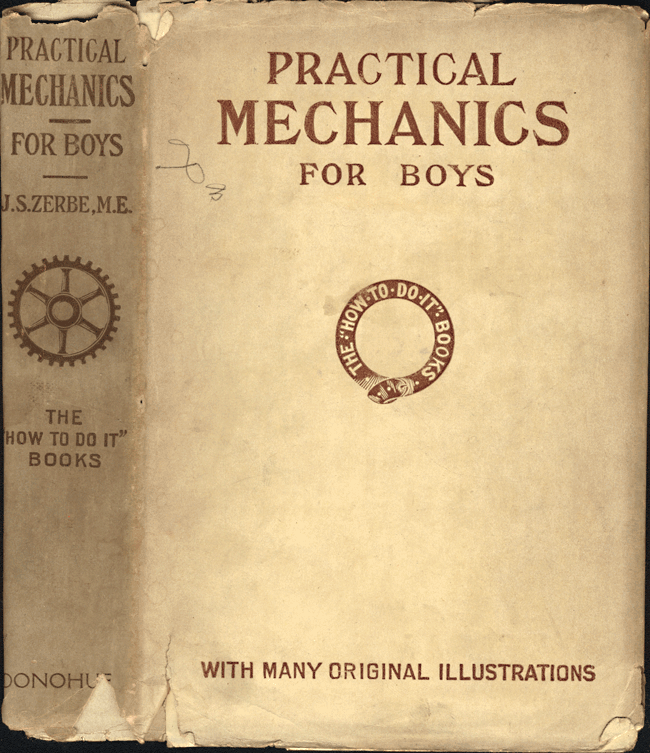 PRACTICAL
MECHANICS
FOR BOYS
J.S.ZERBE, M.E.
THE
"HOW TO DO IT"
BOOKS
DONOHUE
PRACTICAL
MECHANICS
FOR BOYS
THE·"HOW·TO·DO·IT"·BOOKS·
WITH MANY ORIGINAL ILLUSTRATIONS